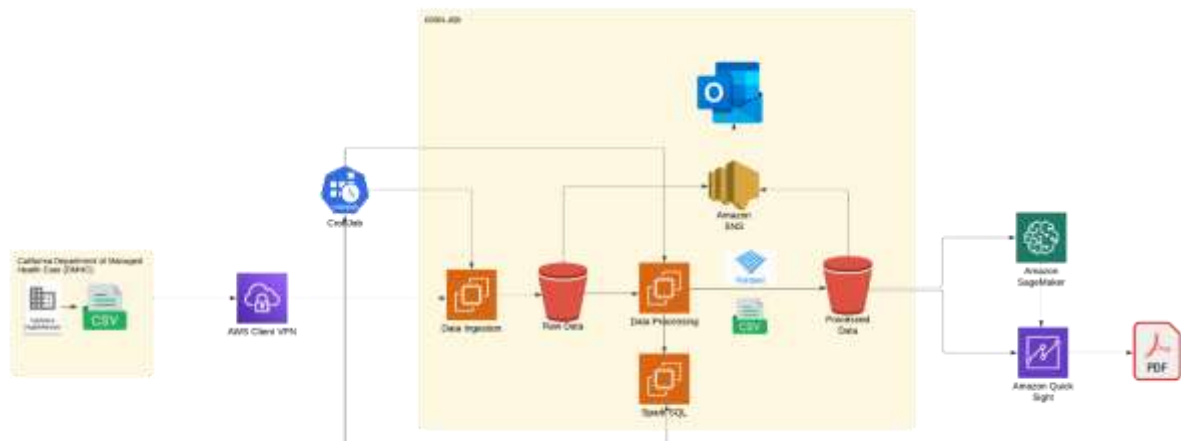 California Department of Managed
Health Care (DMHC)
CSV
AWS Client VPN
CronJob
Data Ingestion
Raw Data
Data Processing
Spark SQL
Amazon
SNS
CSV
Processed
Data
Amazon
SageMaker
Amazon Quick
Sight
PDF